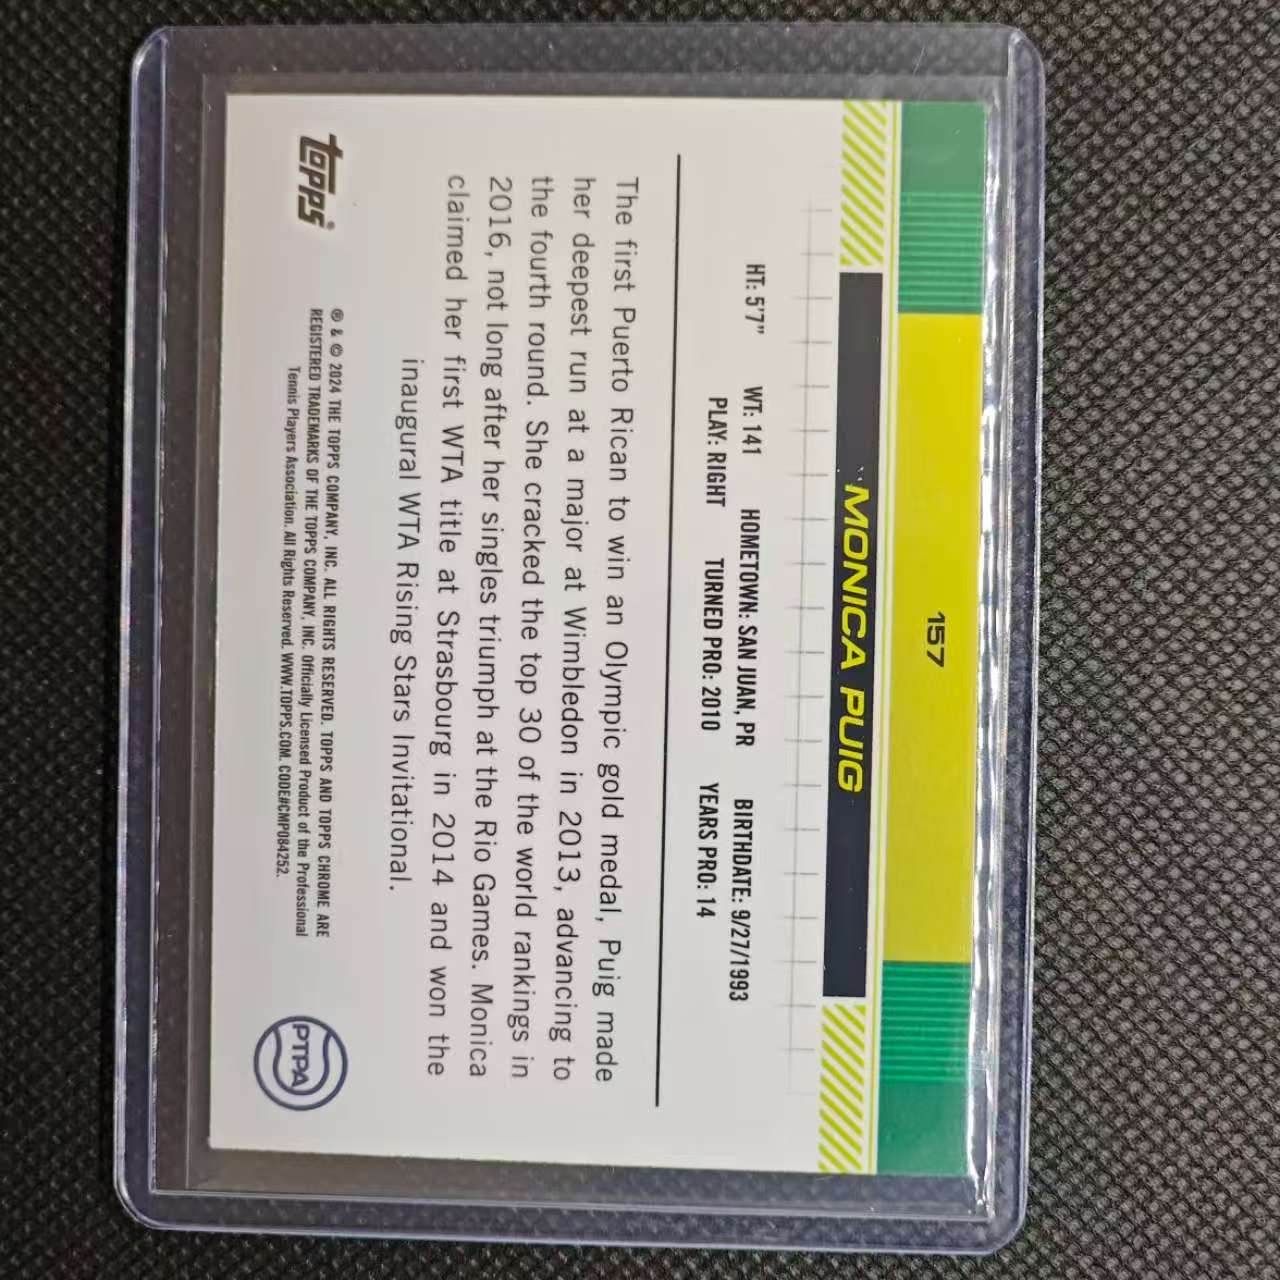 157
MONICA PUIG
HT: 5'7" WT: 141 HOMETOWN: SAN JUAN, PR BIRTHDATE: 9/27/1993
PLAY: RIGHT TURNED PRO: 2010 YEARS PRO: 14
The first Puerto Rican to win an Olympic gold medal, Puig made
her deepest run at a major at Wimbledon in 2013, advancing to
the fourth round. She cracked the top 30 of the world rankings in
2016, not long after her singles triumph at the Rio Games. Monica
claimed her first WTA title at Strasbourg in 2014 and won the
inaugural WTA Rising Stars Invitational.
topps®
® & © 2024 THE TOPPS COMPANY, INC. ALL RIGHTS RESERVED. TOPPS AND TOPPS CHROME ARE
REGISTERED TRADEMARKS OF THE TOPPS COMPANY, INC. Officially Licensed Product of the Professional
Tennis Players Association. All Rights Reserved. WWW.TOPPS.COM. CODE#CMP084252.
PTPA